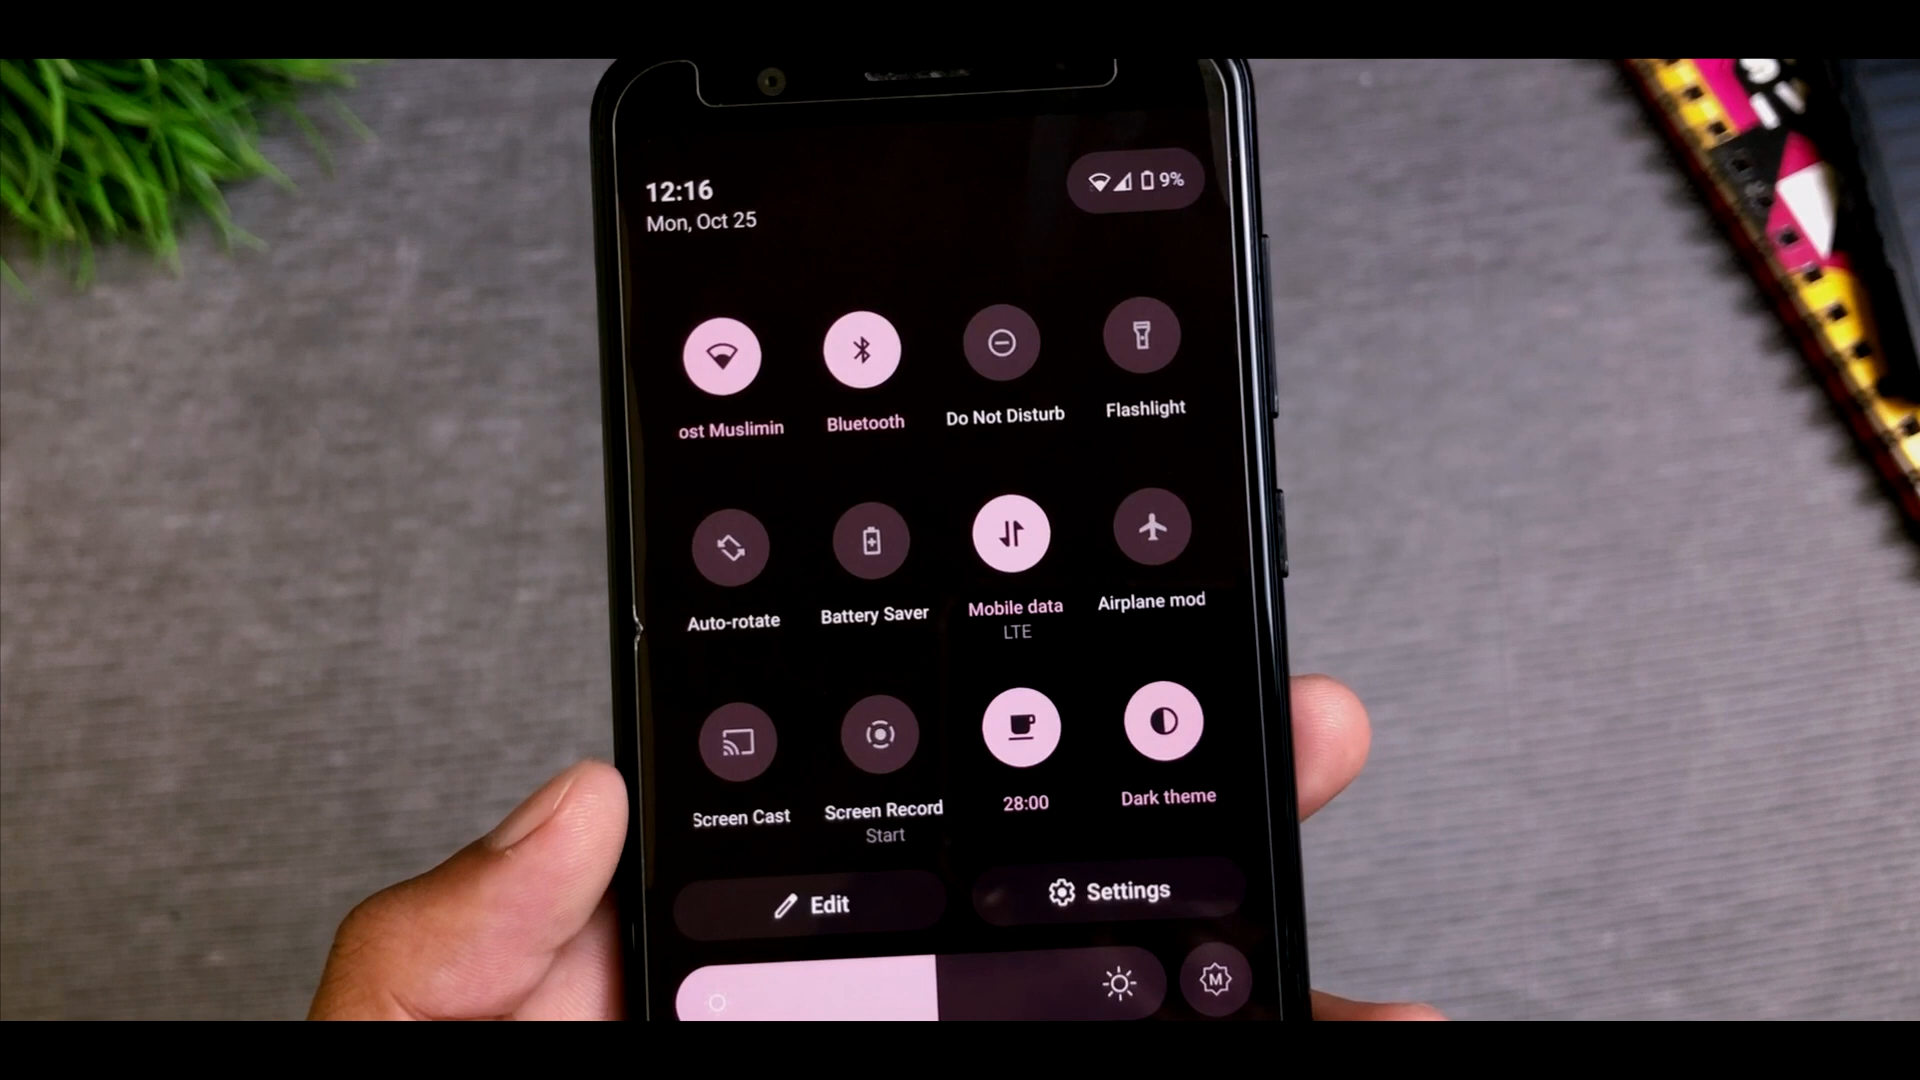 12:16
9%
Mon, Oct 25
ost Muslimin
Bluetooth
Do Not Disturb
Flashlight
Auto-rotate
Battery Saver
Mobile data
LTE
Airplane mod
Screen Cast
Screen Record
Start
28:00
Dark theme
Edit
Settings
M